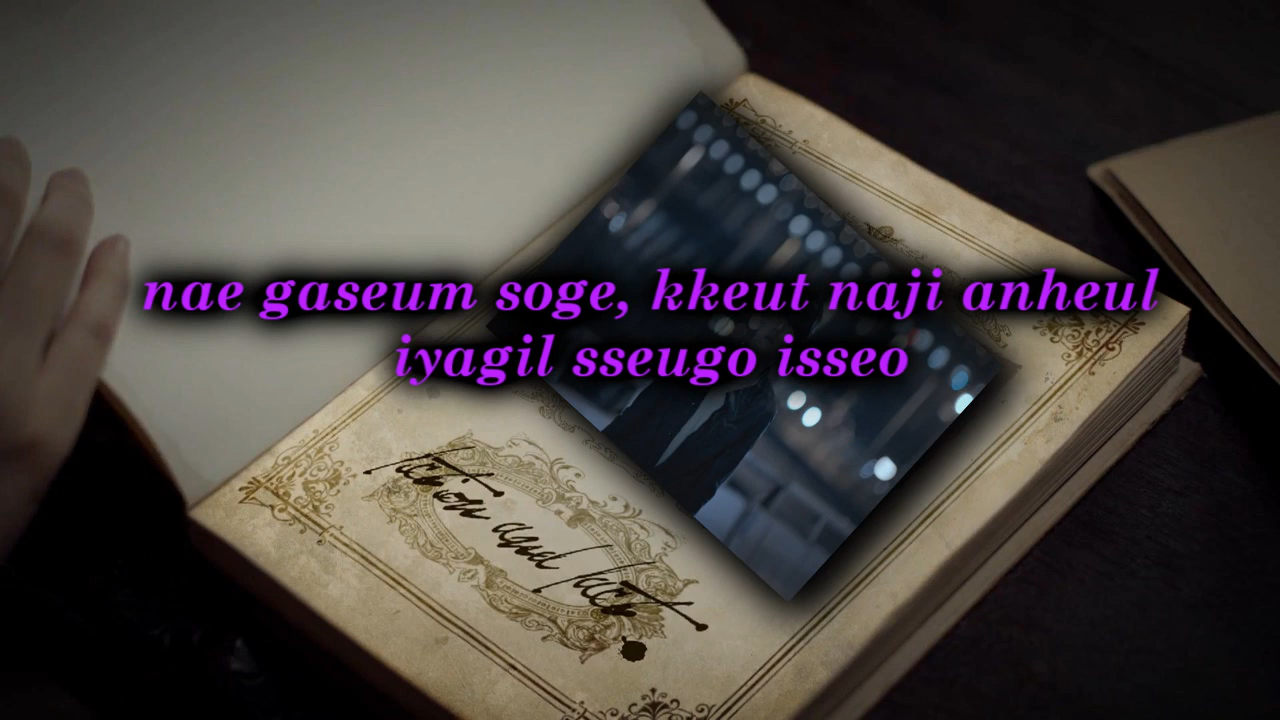 nae gaseum soge, kkeut naji anheul
iyagil sseugo isseo
Fiction and Fact